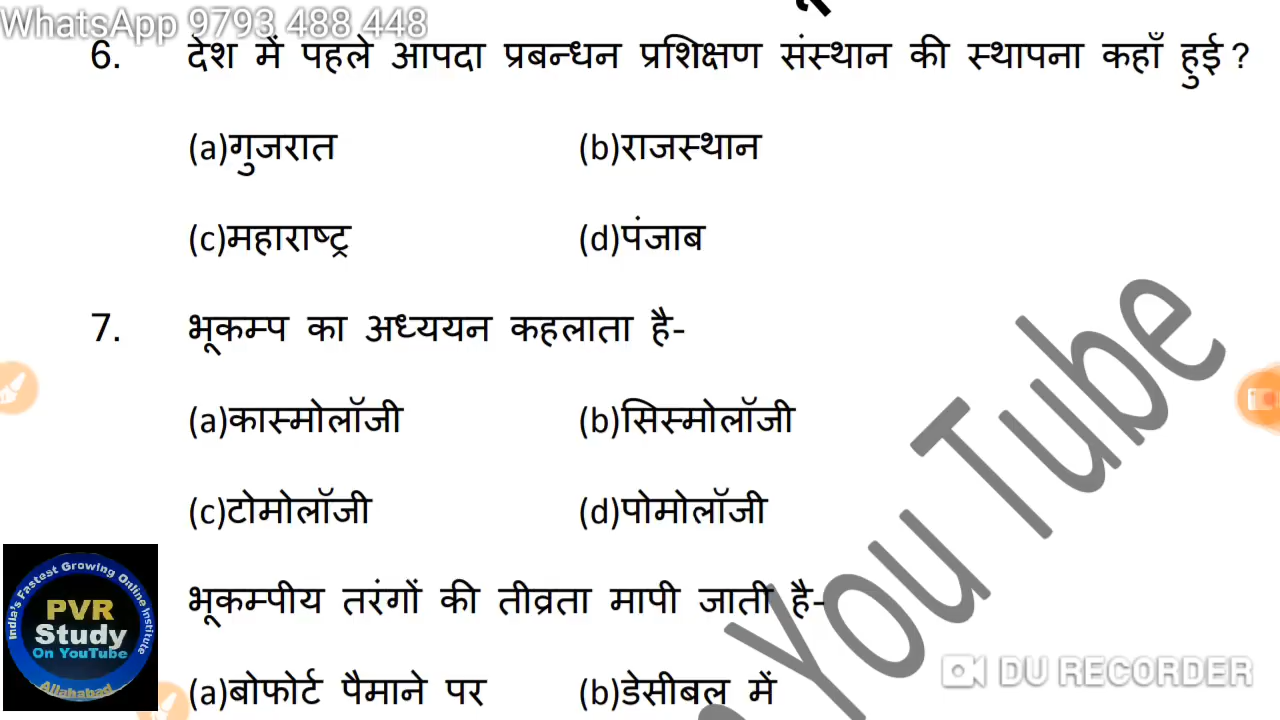 WhatsApp 9793 488 448
6. देश में पहले आपदा प्रबन्धन प्रशिक्षण संस्थान की स्थापना कहाँ हुई ?
(a)गुजरात (b)राजस्थान
(c)महाराष्ट्र (d)पंजाब
7. भूकम्प का अध्ययन कहलाता है-
(a)कास्मोलॉजी (b)सिस्मोलॉजी
(c)टोमोलॉजी (d)पोमोलॉजी
भूकम्पीय तरंगों की तीव्रता मापी जाती है-
(a)बोफोर्ट पैमाने पर (b)डेसीबल में
You Tube
India's Fastest Growing Online Institute
PVR
Study
On YouTube
Allahabad
DU RECORDER